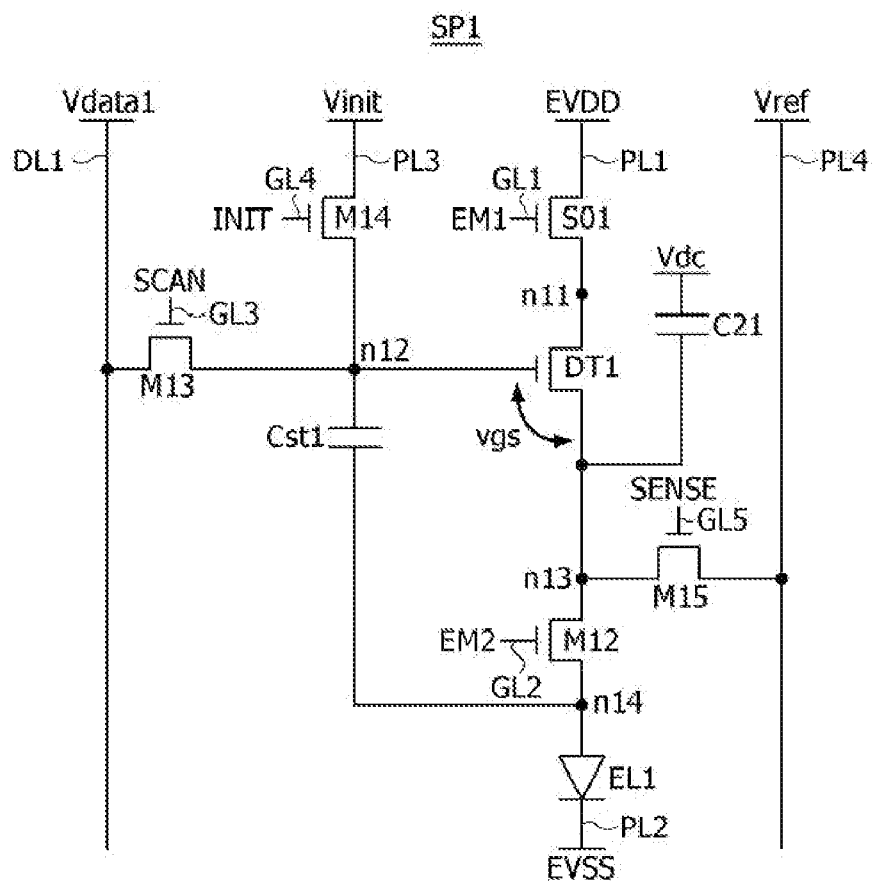 SP1
Vdata1 Vinit EVDD Vref
DL1 PL3 PL1 PL4
GL4 GL1
INIT M14 EM1 S01
Vdc
SCAN n11
GL3 C21
n12
M13 DT1
Cst1 vgs
SENSE
GL5
n13
M15
EM2 M12
GL2
n14
EL1
PL2
EVSS